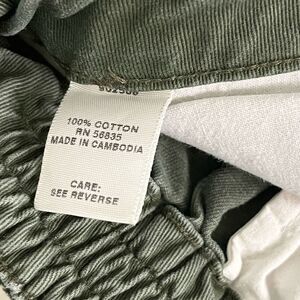 100% COTTON
RN 56835
MADE IN CAMBODIA
CARE:
SEE REVERSE